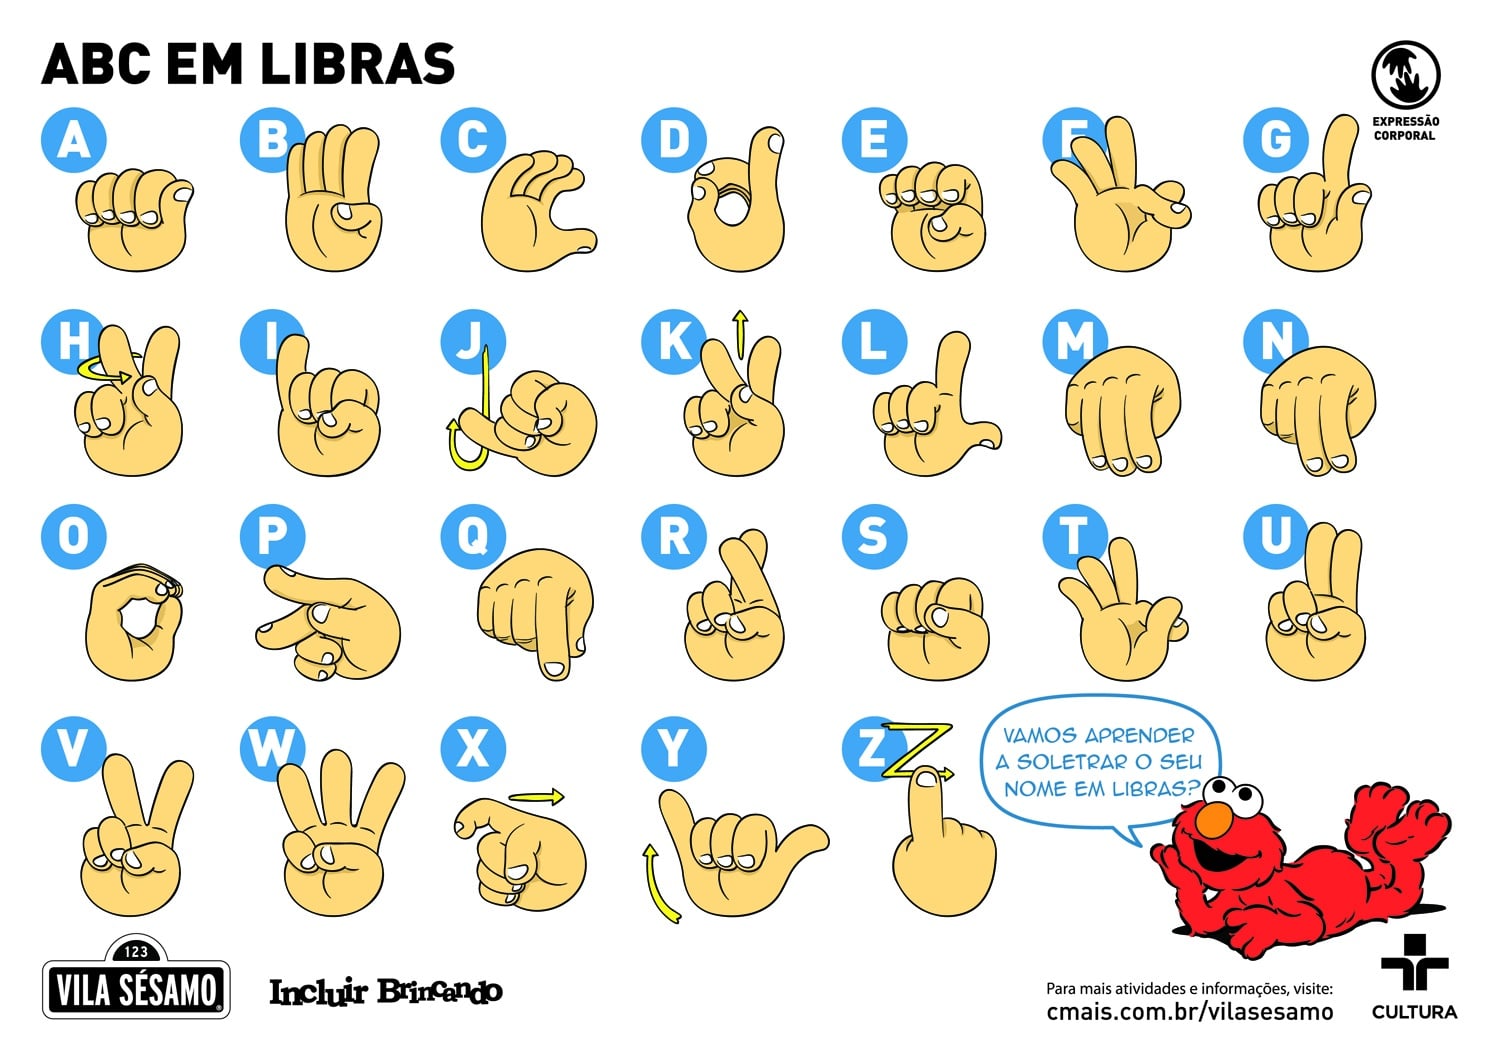 ABC EM LIBRAS
EXPRESSÃO
CORPORAL
A
B
C
D
E
F
G
H
I
J
K
L
M
N
O
P
Q
R
S
T
U
V
W
X
Y
Z
VAMOS APRENDER
A SOLETRAR O SEU
NOME EM LIBRAS?
123
VILA SÉSAMO
Incluir Brincando
Para mais atividades e informações, visite:
cmais.com.br/vilasesamo
CULTURA